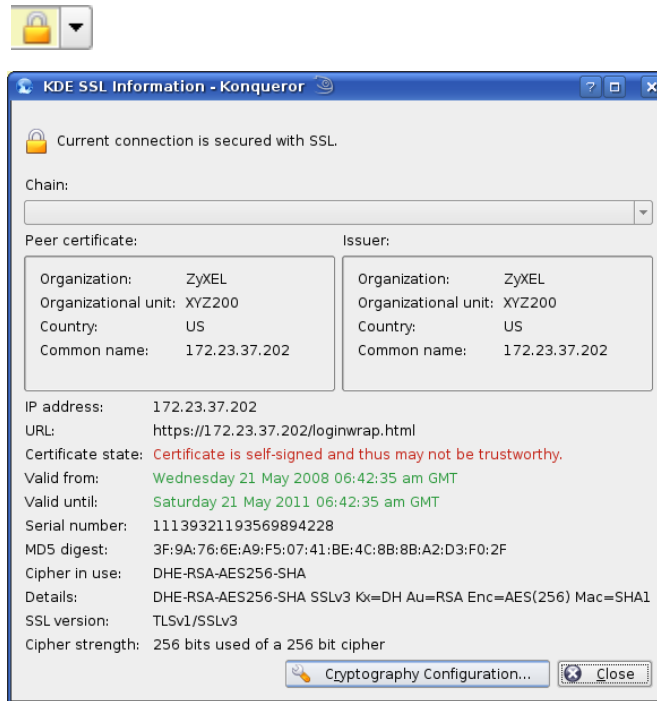 KDE SSL Information - Konqueror
Current connection is secured with SSL.
Chain:
Peer certificate: Issuer:
Organization: ZyXEL Organization: ZyXEL
Organizational unit: XYZ200 Organizational unit: XYZ200
Country: US Country: US
Common name: 172.23.37.202 Common name: 172.23.37.202
IP address: 172.23.37.202
URL: https://172.23.37.202/loginwrap.html
Certificate state: Certificate is self-signed and thus may not be trustworthy.
Valid from: Wednesday 21 May 2008 06:42:35 am GMT
Valid until: Saturday 21 May 2011 06:42:35 am GMT
Serial number: 11139321193569894228
MD5 digest: 3F:9A:76:6E:A9:F5:07:41:BE:4C:8B:8B:A2:D3:F0:2F
Cipher in use: DHE-RSA-AES256-SHA
Details: DHE-RSA-AES256-SHA SSLv3 Kx=DH Au=RSA Enc=AES(256) Mac=SHA1
SSL version: TLSv1/SSLv3
Cipher strength: 256 bits used of a 256 bit cipher
Cryptography Configuration... Close